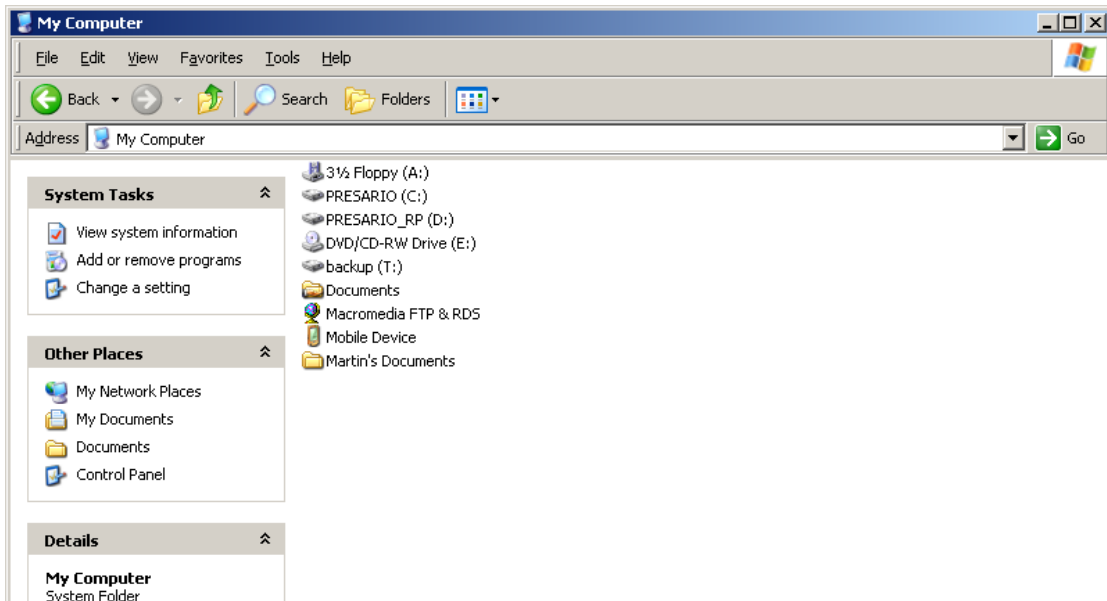 My Computer
File Edit View Favorites Tools Help
Back Search Folders
Address My Computer Go
System Tasks
View system information
Add or remove programs
Change a setting
Other Places
My Network Places
My Documents
Documents
Control Panel
Details
My Computer
System Folder
3½ Floppy (A:)
PRESARIO (C:)
PRESARIO_RP (D:)
DVD/CD-RW Drive (E:)
backup (T:)
Documents
Macromedia FTP & RDS
Mobile Device
Martin's Documents